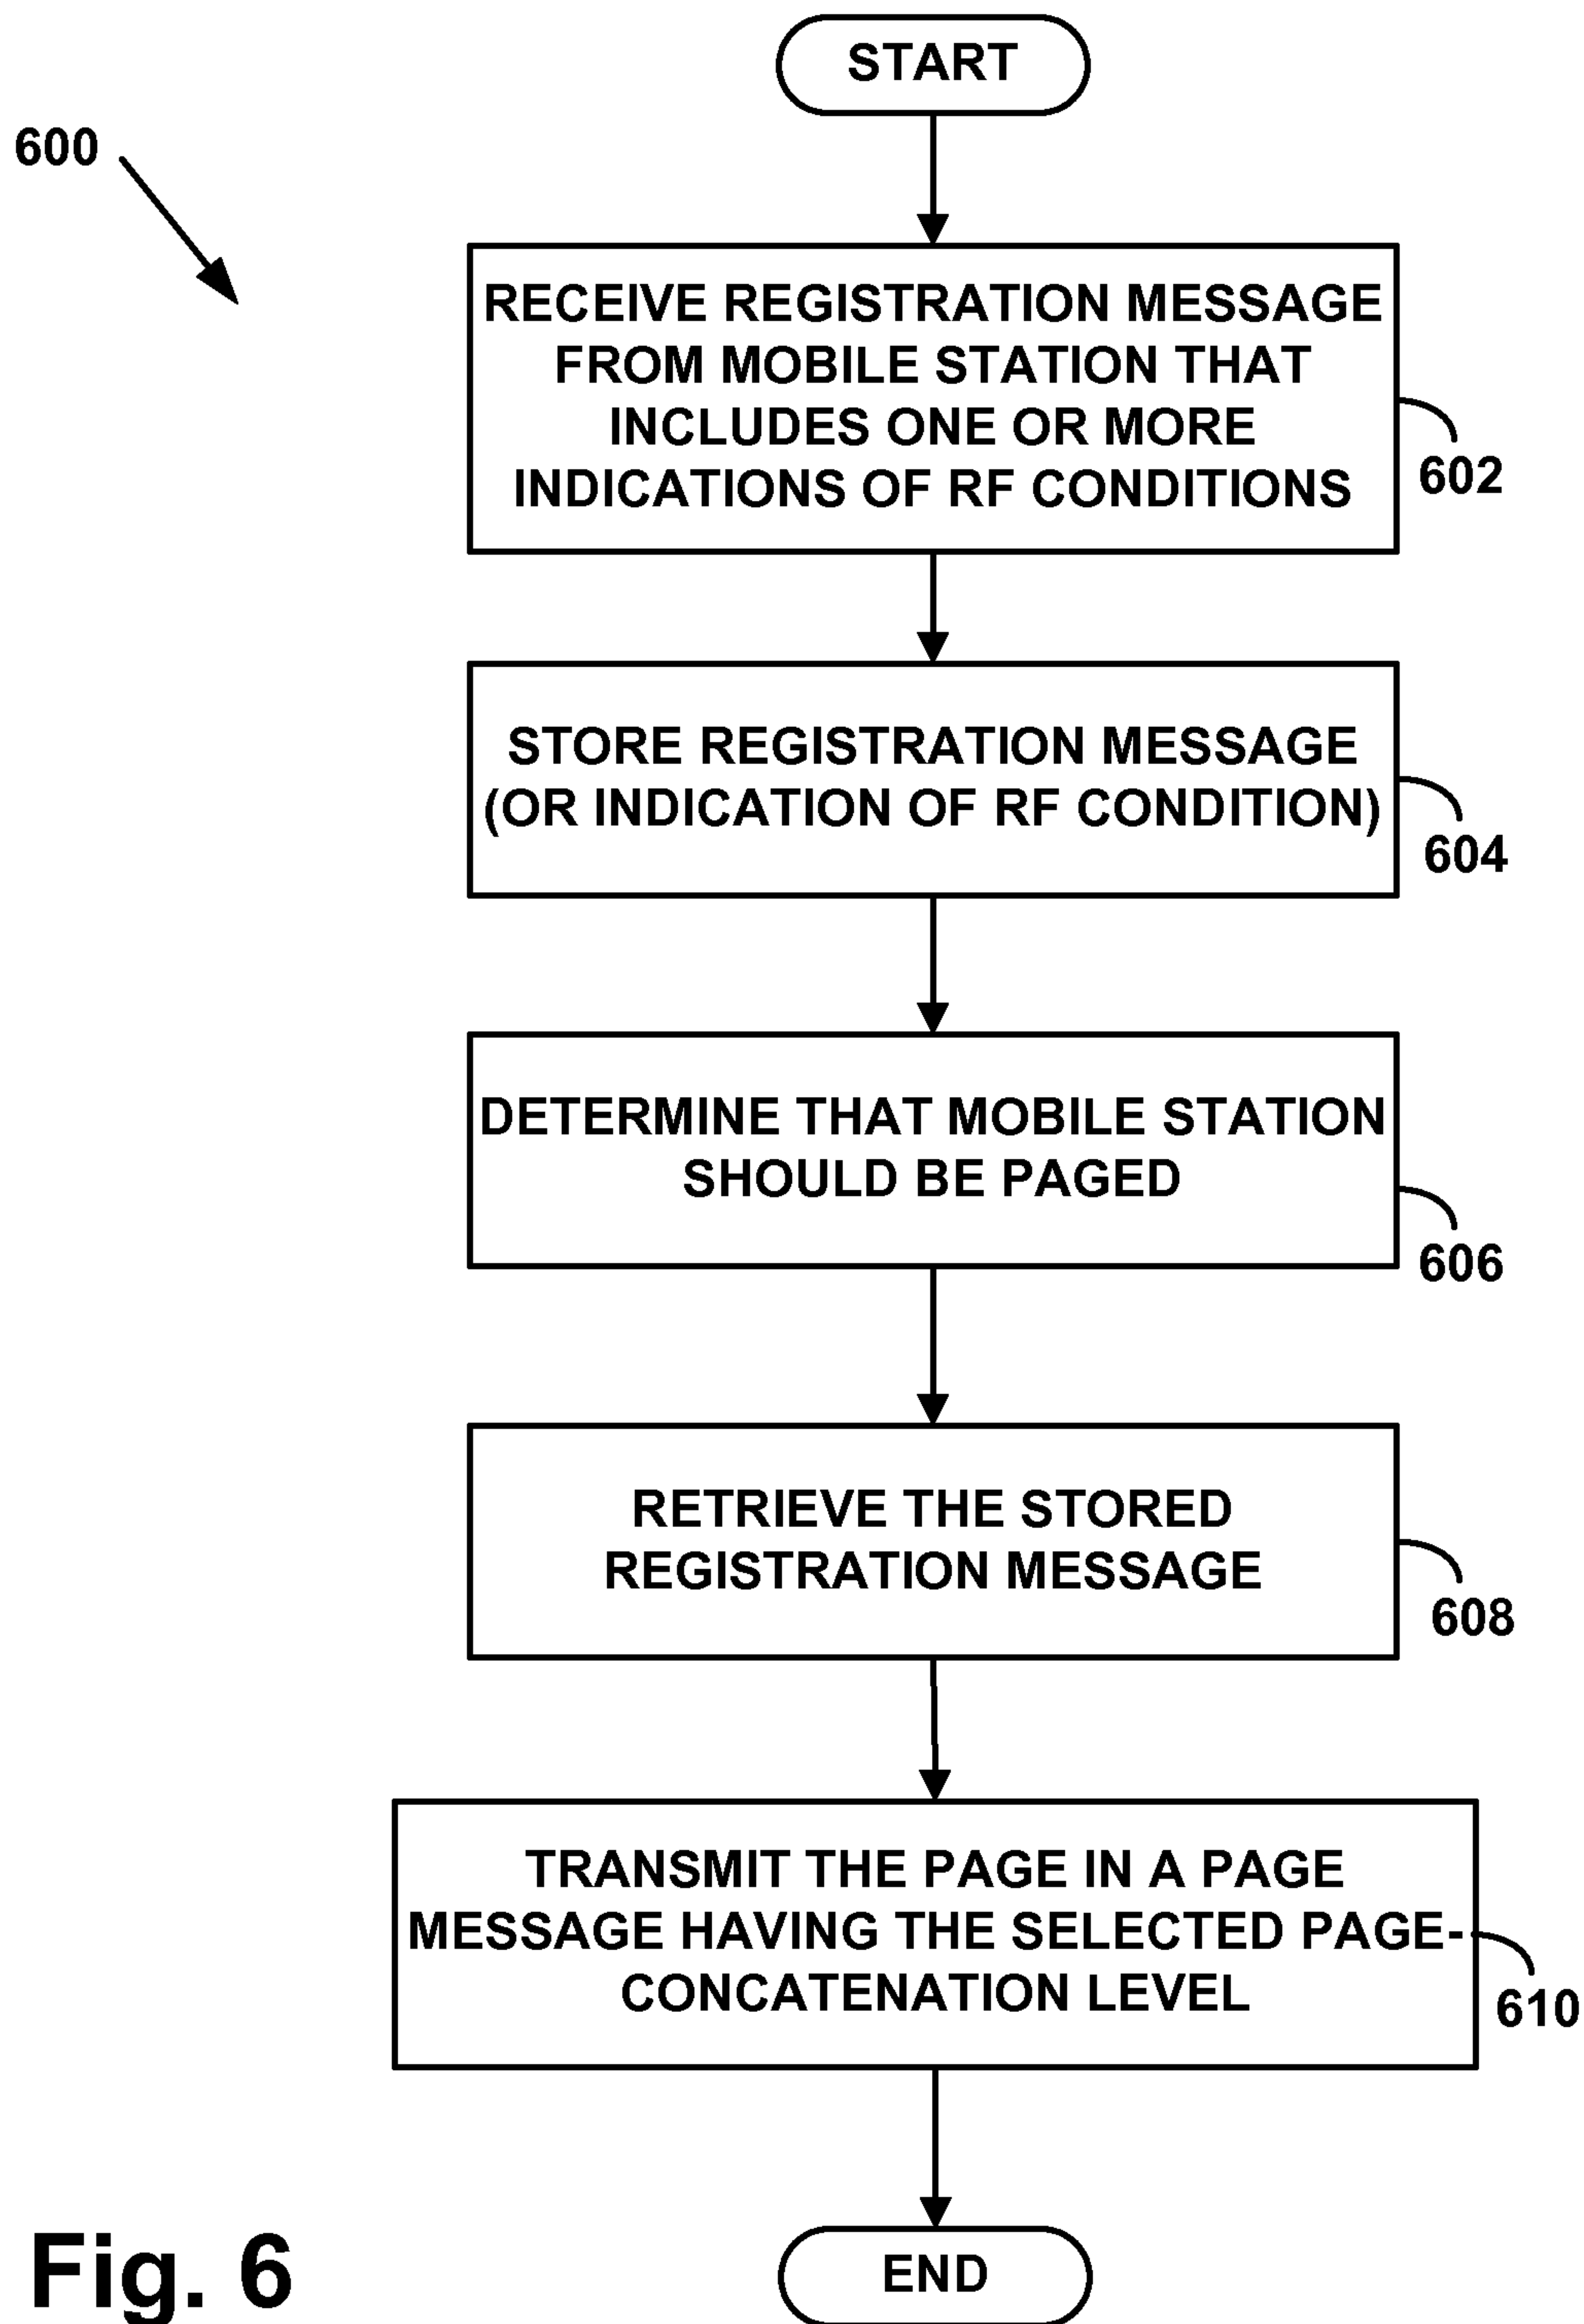 START
600
RECEIVE REGISTRATION MESSAGE
FROM MOBILE STATION THAT
INCLUDES ONE OR MORE
INDICATIONS OF RF CONDITIONS
602
STORE REGISTRATION MESSAGE
(OR INDICATION OF RF CONDITION)
604
DETERMINE THAT MOBILE STATION
SHOULD BE PAGED
606
RETRIEVE THE STORED
REGISTRATION MESSAGE
608
TRANSMIT THE PAGE IN A PAGE
MESSAGE HAVING THE SELECTED PAGE-
CONCATENATION LEVEL
610
END
Fig. 6